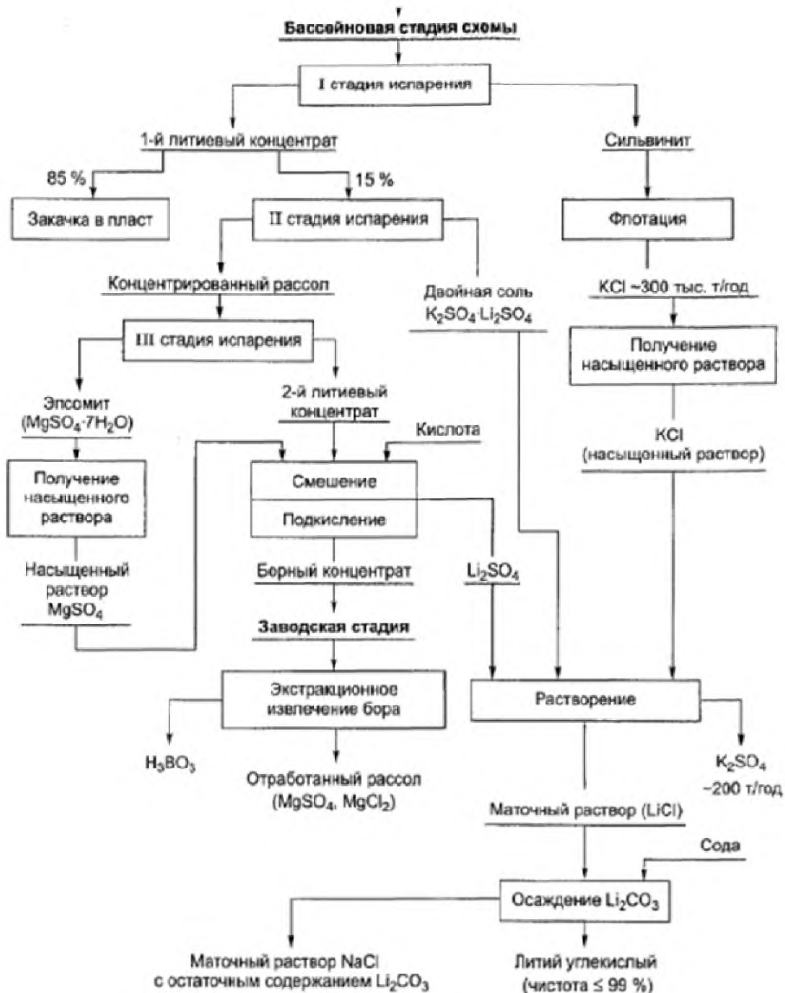 Бассейновая стадия схемы
I стадия испарения
1-й литиевый концентрат
Сильвинит
85 %
15 %
Закачка в пласт
II стадия испарения
Флотация
Концентрированный рассол
Двойная соль
K₂SO₄·Li₂SO₄
KCl ~300 тыс. т/год
III стадия испарения
Получение
насыщенного раствора
Эпсомит
(MgSO₄·7H₂O)
2-й литиевый
концентрат
Кислота
KCl
(насыщенный раствор)
Получение
насыщенного
раствора
Смешение
Подкисление
Насыщенный
раствор
MgSO₄
Борный концентрат
Li₂SO₄
Заводская стадия
Экстракционное
извлечение бора
Растворение
H₃BO₃
Отработанный рассол
(MgSO₄, MgCl₂)
K₂SO₄
~200 т/год
Маточный раствор (LiCl)
Сода
Осаждение Li₂CO₃
Маточный раствор NaCl
с остаточным содержанием Li₂CO₃
Литий углекислый
(чистота ≤ 99 %)